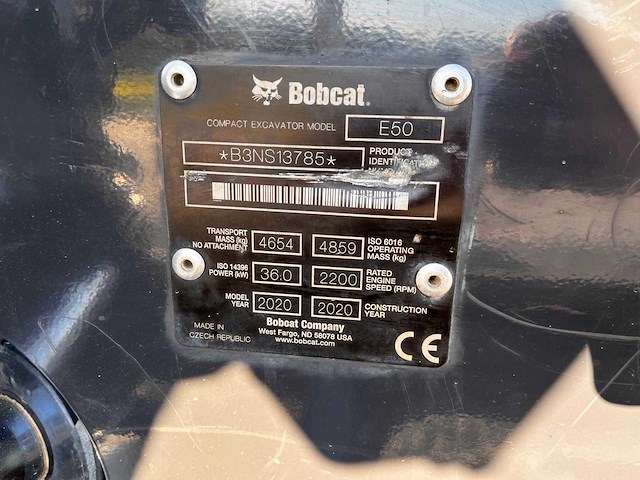 Bobcat.
COMPACT EXCAVATOR MODEL E50
*B3NS13785* PRODUCT
IDENTIFICATION
TRANSPORT
MASS (kg)
NO ATTACHMENT 4654 4859 ISO 6016
OPERATING
MASS (kg)
ISO 14396
POWER (kW) 36.0 2200 RATED
ENGINE
SPEED (RPM)
MODEL
YEAR 2020 2020 CONSTRUCTION
YEAR
MADE IN
CZECH REPUBLIC
Bobcat Company
West Fargo, ND 58078 USA
www.bobcat.com
CE